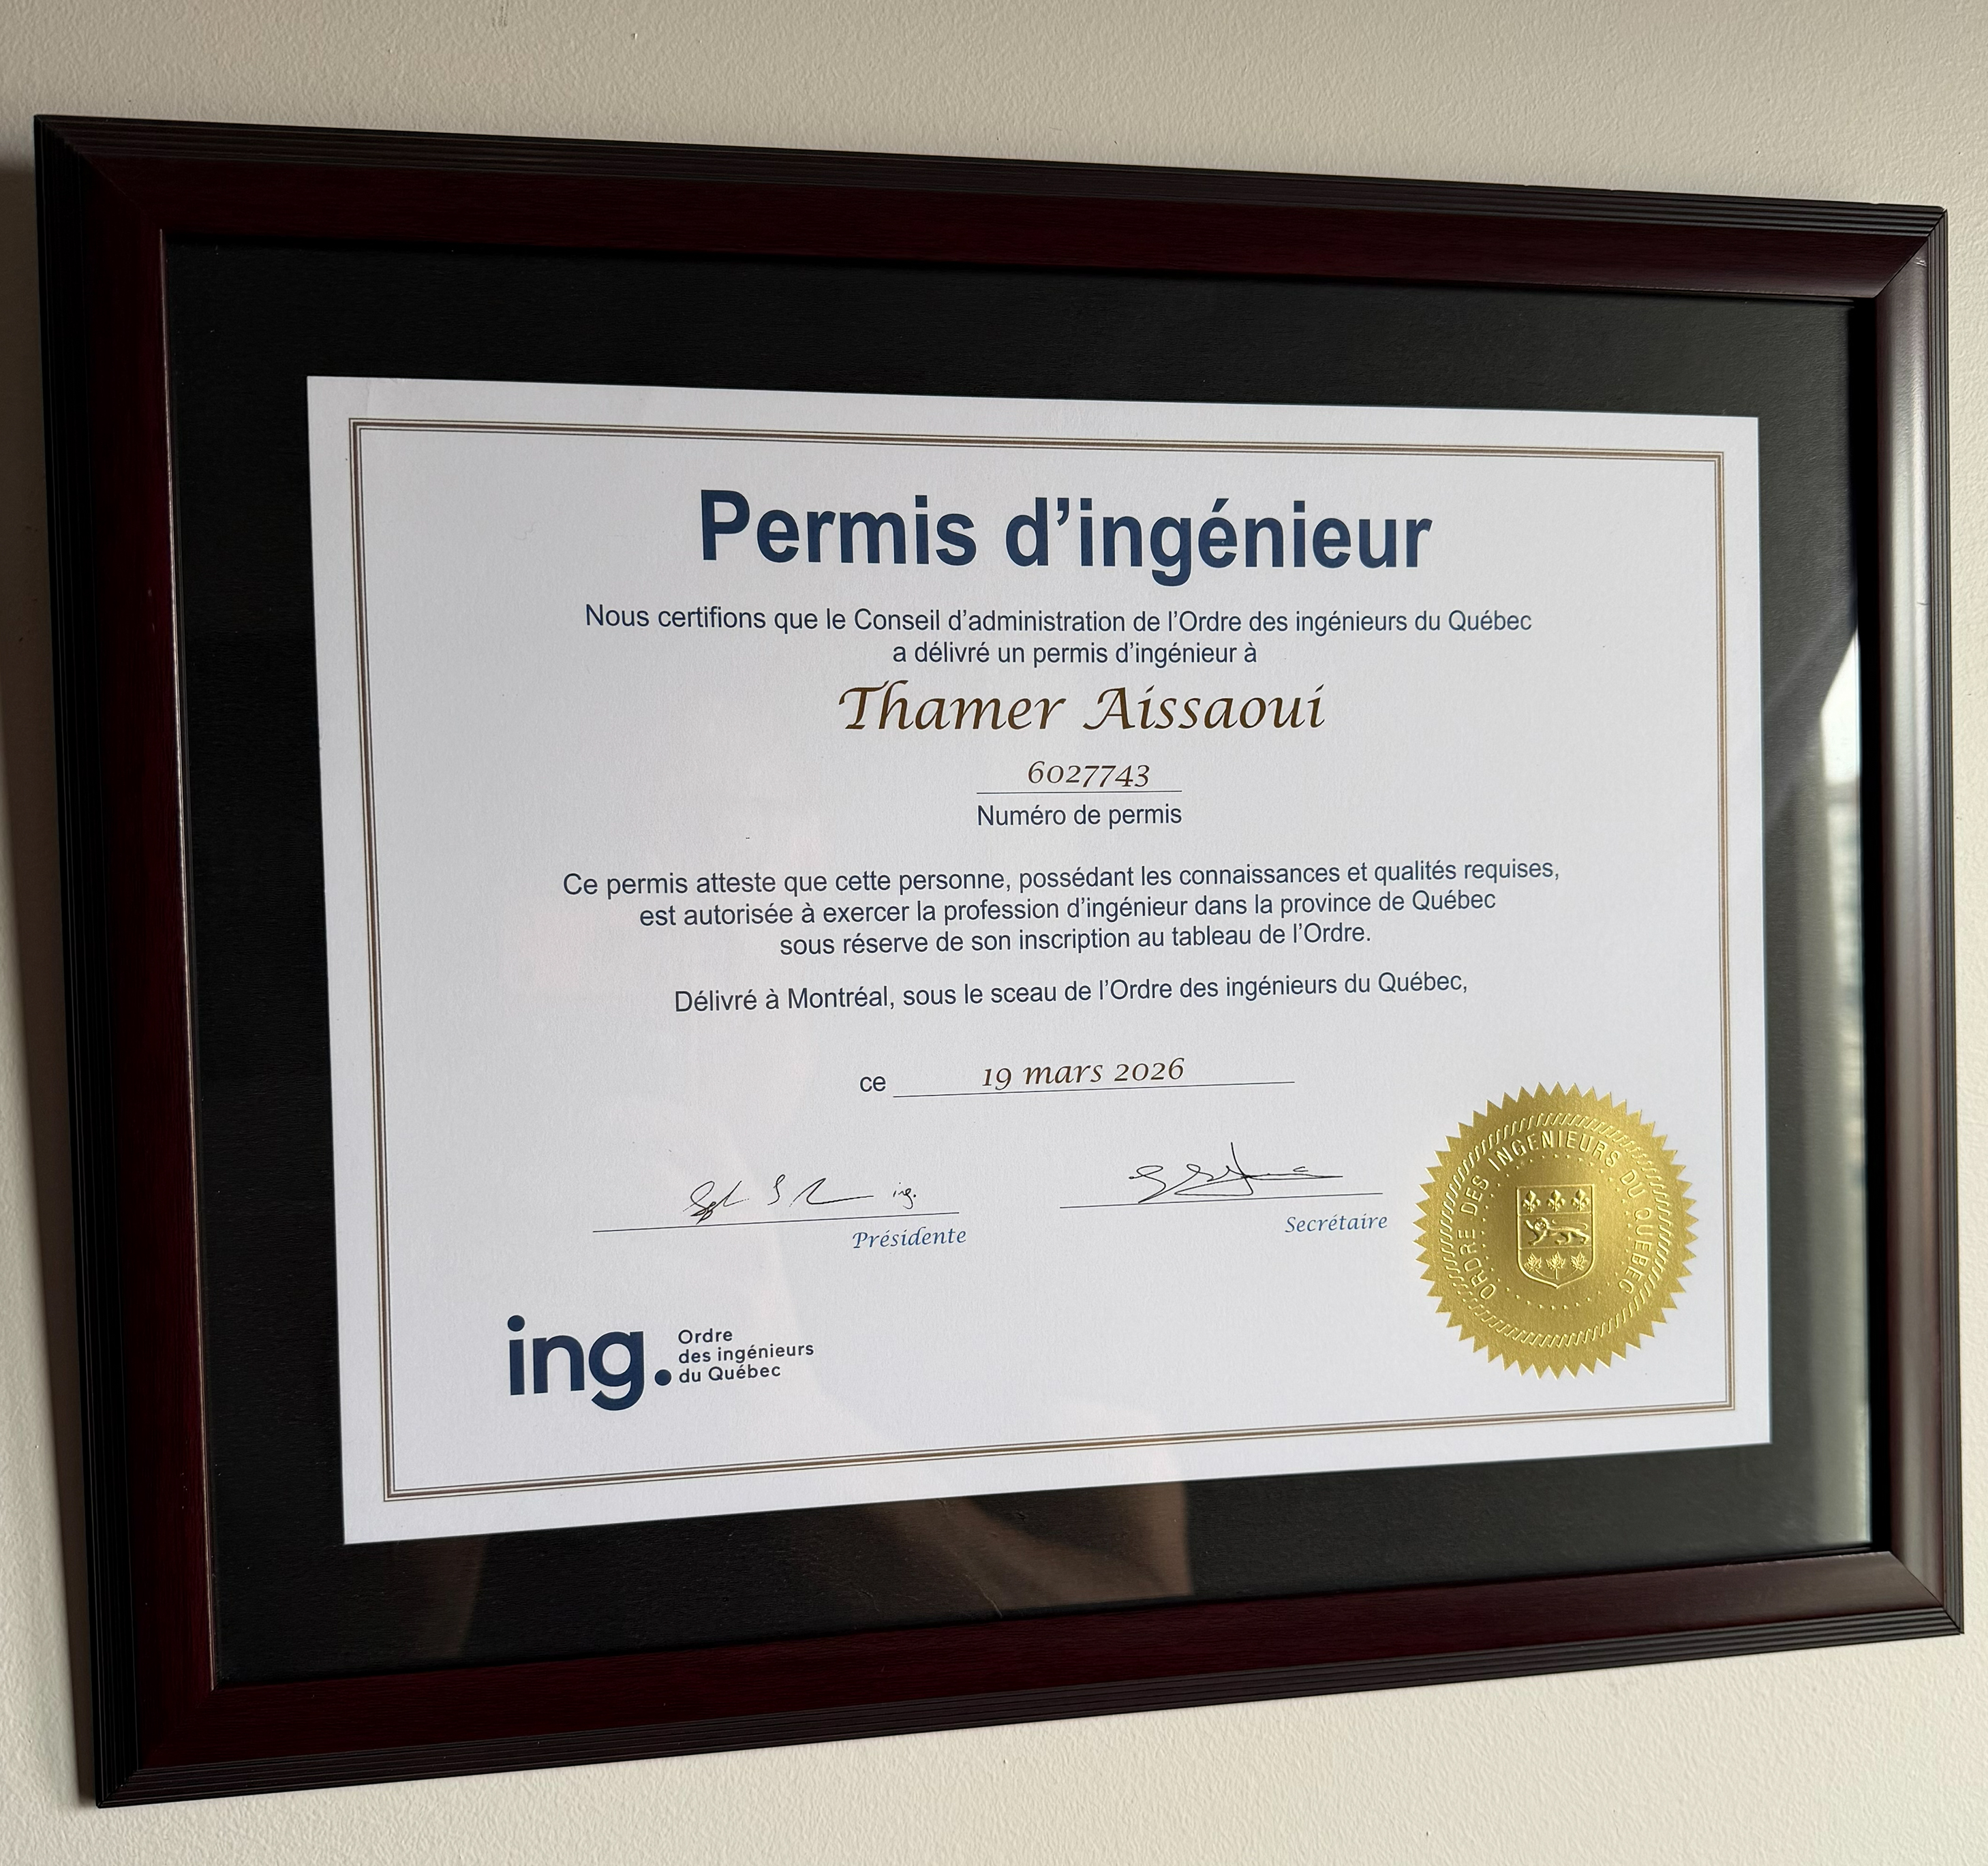 Permis d’ingénieur
Nous certifions que le Conseil d’administration de l’Ordre des ingénieurs du Québec
a délivré un permis d’ingénieur à
Thamer Aissaoui
6027743
Numéro de permis
Ce permis atteste que cette personne, possédant les connaissances et qualités requises,
est autorisée à exercer la profession d’ingénieur dans la province de Québec
sous réserve de son inscription au tableau de l’Ordre.
Délivré à Montréal, sous le sceau de l’Ordre des ingénieurs du Québec,
ce 19 mars 2026
ing.
Présidente
Secrétaire
ORDRE DES INGENIEURS DU QUEBEC
ing.
Ordre
des ingénieurs
du Québec